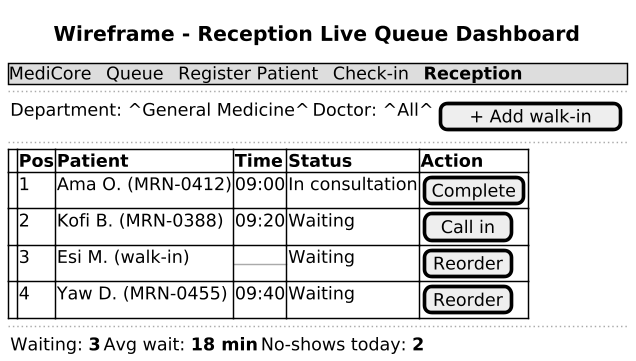 Wireframe - Reception Live Queue Dashboard
MediCore Queue Register Patient Check-in Reception
Department: ^General Medicine^ Doctor: ^All^ + Add walk-in
Pos Patient Time Status Action
1 Ama O. (MRN-0412) 09:00 In consultation Complete
2 Kofi B. (MRN-0388) 09:20 Waiting Call in
3 Esi M. (walk-in) Waiting Reorder
4 Yaw D. (MRN-0455) 09:40 Waiting Reorder
Waiting: 3 Avg wait: 18 min No-shows today: 2